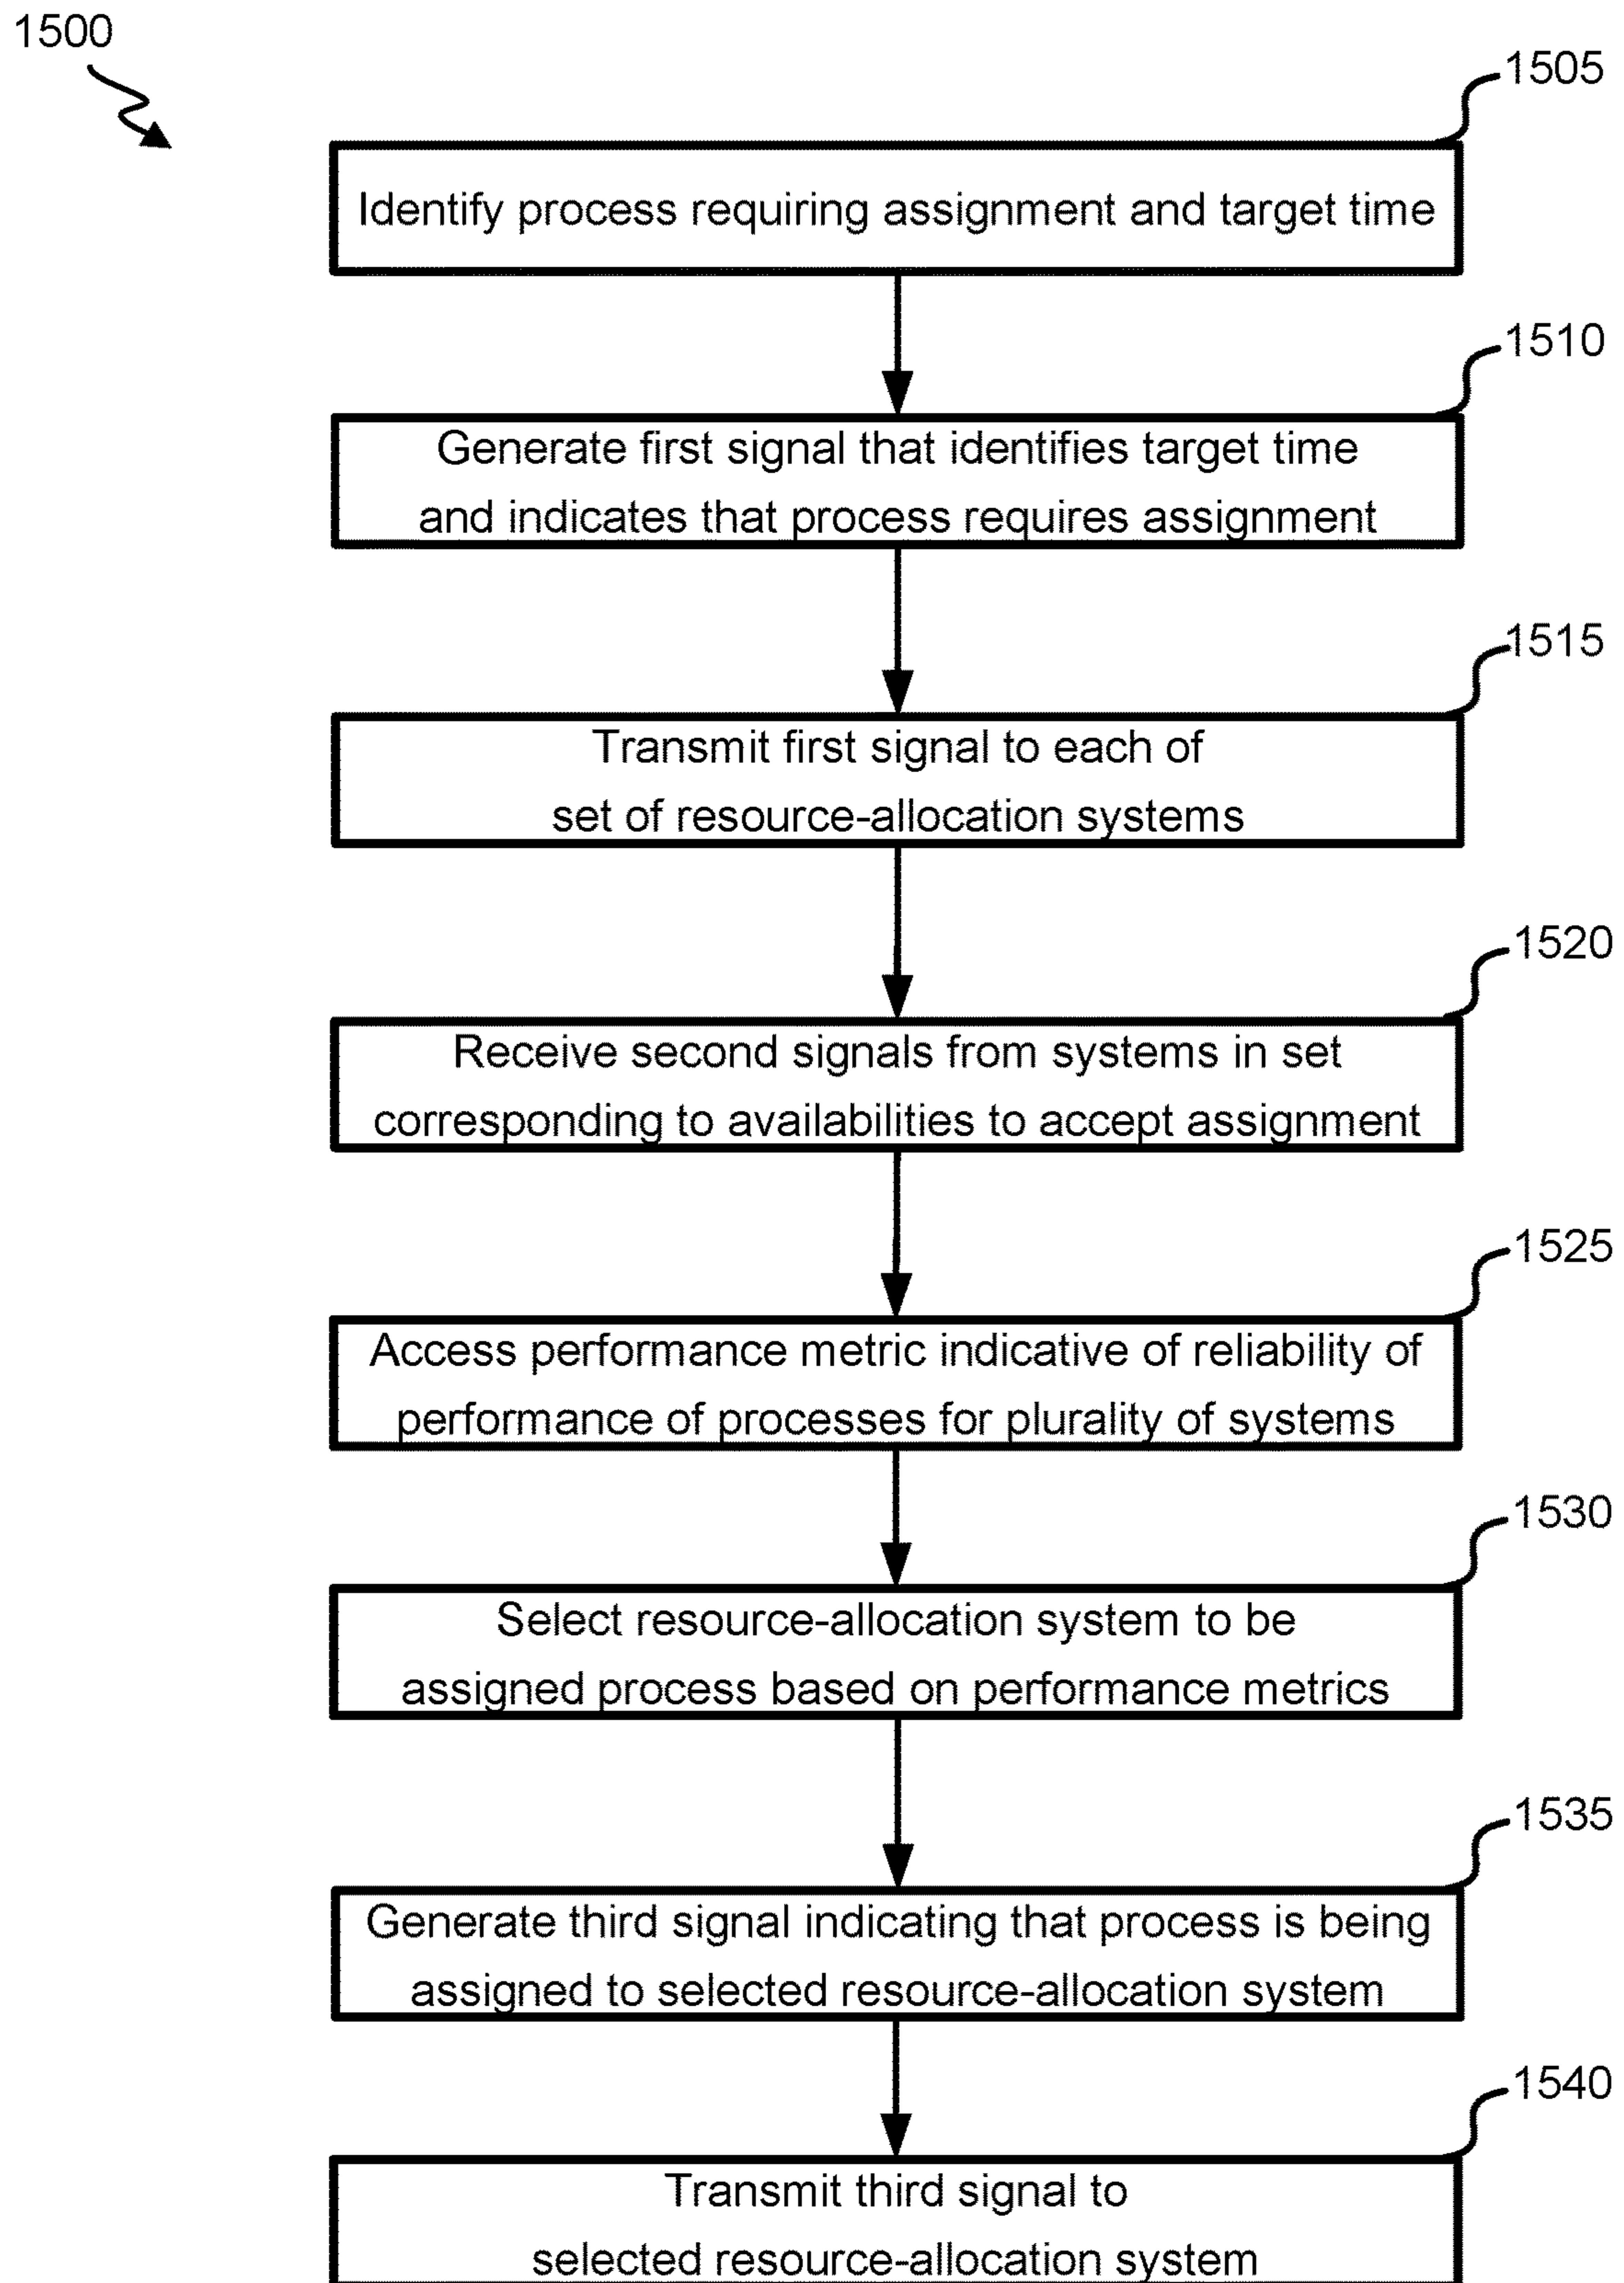 1500
1505
Identify process requiring assignment and target time
1510
Generate first signal that identifies target time
and indicates that process requires assignment
1515
Transmit first signal to each of
set of resource-allocation systems
1520
Receive second signals from systems in set
corresponding to availabilities to accept assignment
1525
Access performance metric indicative of reliability of
performance of processes for plurality of systems
1530
Select resource-allocation system to be
assigned process based on performance metrics
1535
Generate third signal indicating that process is being
assigned to selected resource-allocation system
1540
Transmit third signal to
selected resource-allocation system